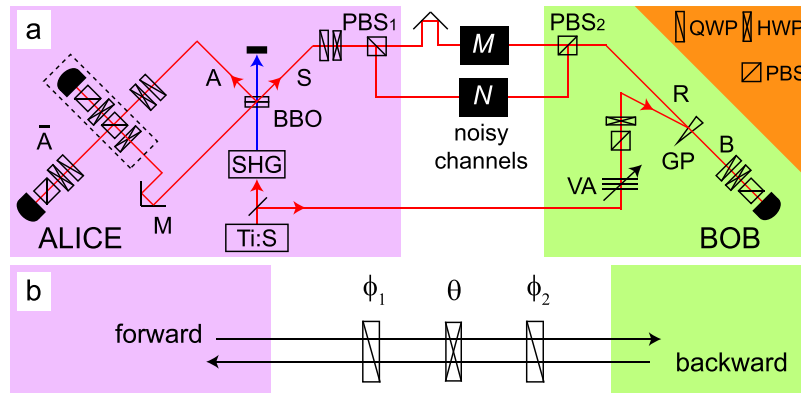 a
PBS1
PBS2
QWP
HWP
PBS
A
S
M
N
noisy
channels
R
B
BBO
SHG
GP
VA
A̅
M
Ti:S
ALICE
BOB
b
ϕ1
θ
ϕ2
forward
backward